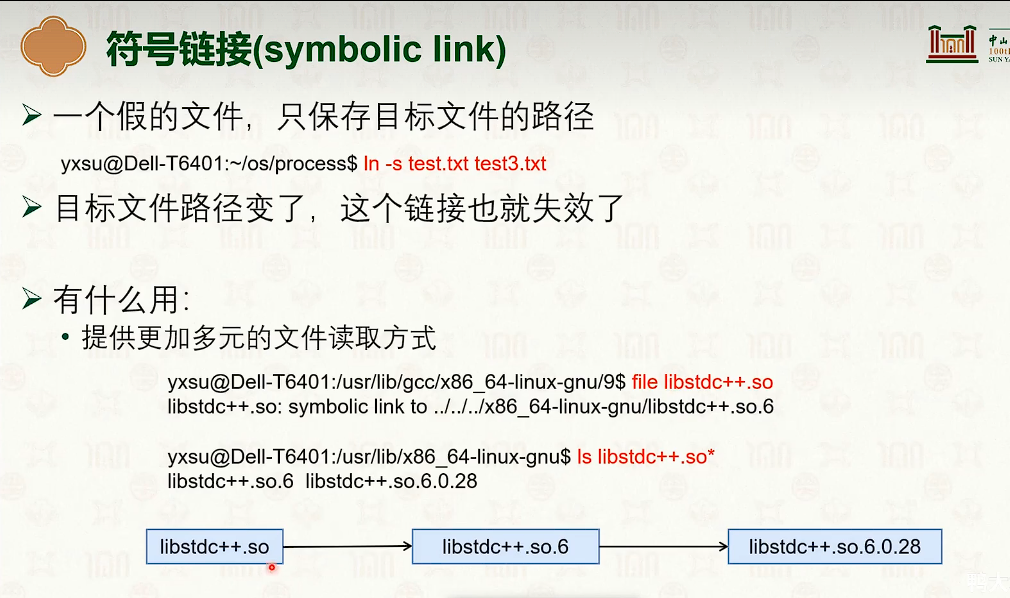 符号链接(symbolic link)
中山
100th
SUN YA
一个假的文件，只保存目标文件的路径
yxsu@Dell-T6401:~/os/process$ ln -s test.txt test3.txt
目标文件路径变了，这个链接也就失效了
有什么用:
提供更加多元的文件读取方式
yxsu@Dell-T6401:/usr/lib/gcc/x86_64-linux-gnu/9$ file libstdc++.so
libstdc++.so: symbolic link to ../../../x86_64-linux-gnu/libstdc++.so.6
yxsu@Dell-T6401:/usr/lib/x86_64-linux-gnu$ ls libstdc++.so*
libstdc++.so.6 libstdc++.so.6.0.28
libstdc++.so
libstdc++.so.6
libstdc++.so.6.0.28